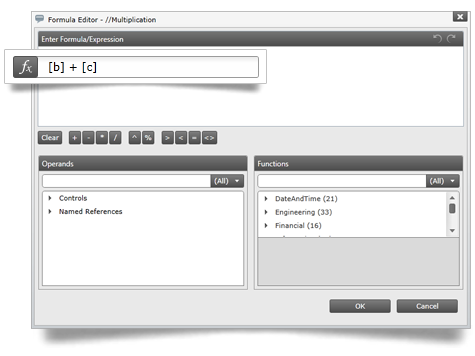 Formula Editor - //Multiplication
Enter Formula/Expression
fx [b] + [c]
Clear + - * / ^ % > < = <>
Operands
Functions
(All)
(All)
Controls
Named References
DateAndTime (21)
Engineering (33)
Financial (16)
OK
Cancel